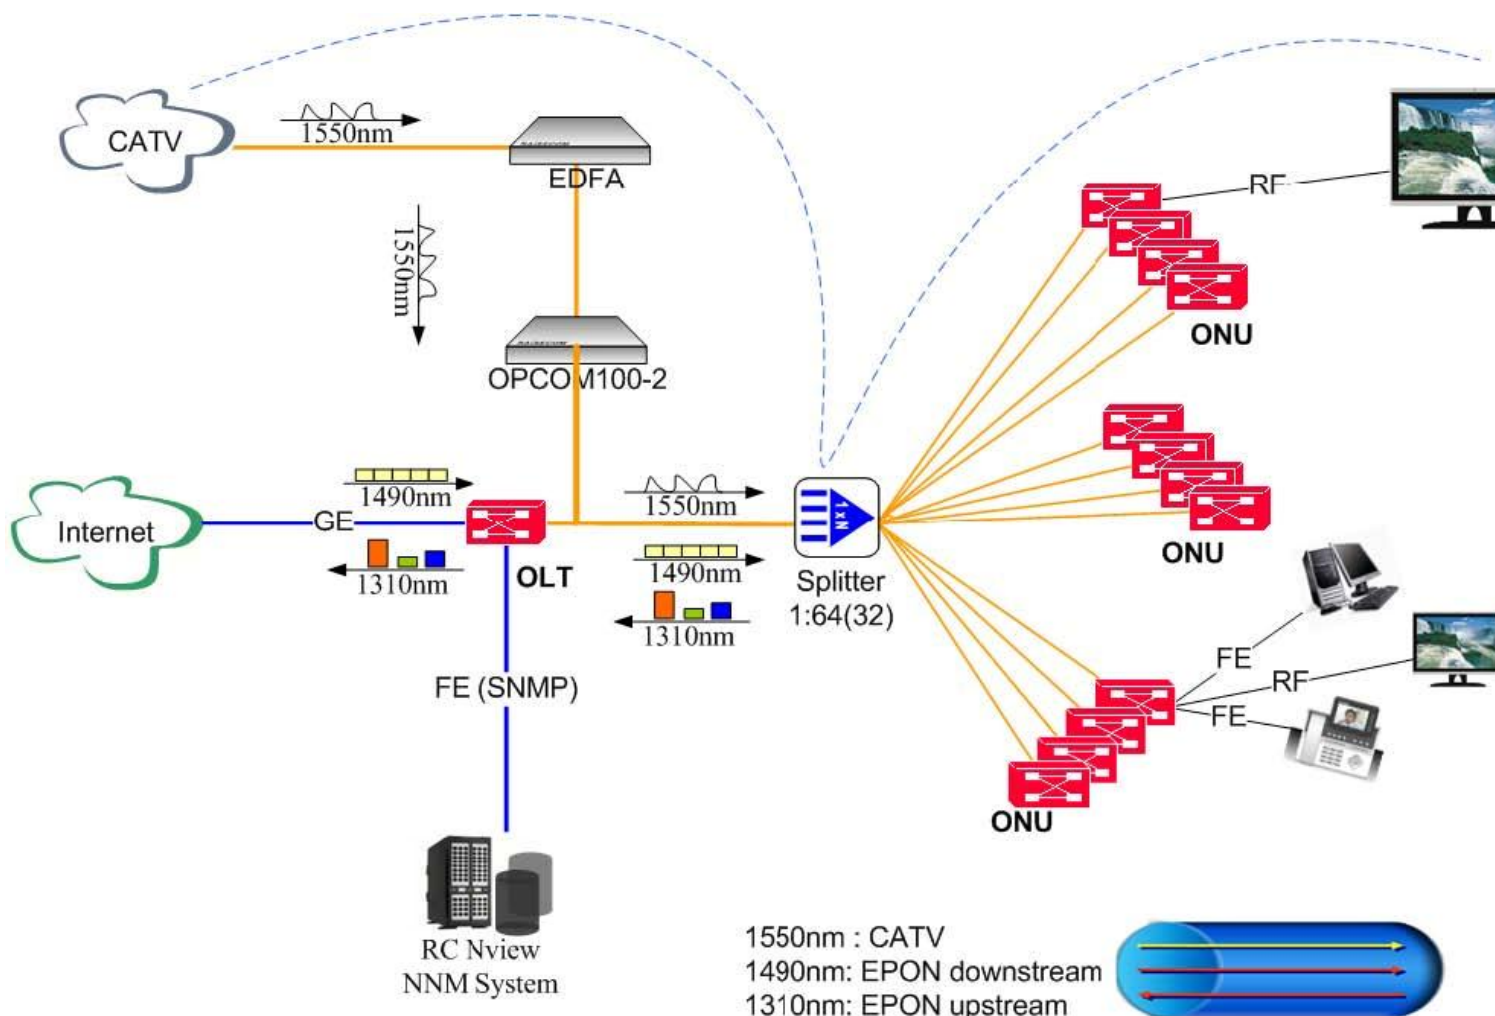 CATV
1550nm
EDFA
1550nm
OPCOM100-2
RF
ONU
Internet
1490nm
GE
1310nm
OLT
1550nm
1490nm
1310nm
1xN
Splitter
1:64(32)
ONU
FE
RF
FE
ONU
FE (SNMP)
RC Nview
NNM System
1550nm : CATV
1490nm: EPON downstream
1310nm: EPON upstream